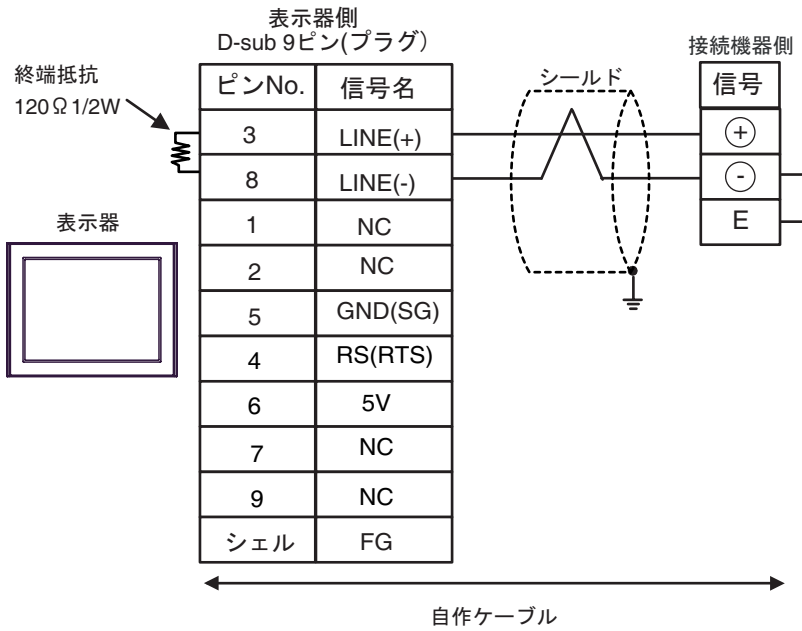 表示器側
D-sub 9ピン(プラグ)
接続機器側
終端抵抗
120Ω1/2W
ピンNo. 信号名
シールド
信号
3 LINE(+)
+
8 LINE(-)
-
E
表示器
1 NC
2 NC
5 GND(SG)
4 RS(RTS)
6 5V
7 NC
9 NC
シェル FG
自作ケーブル